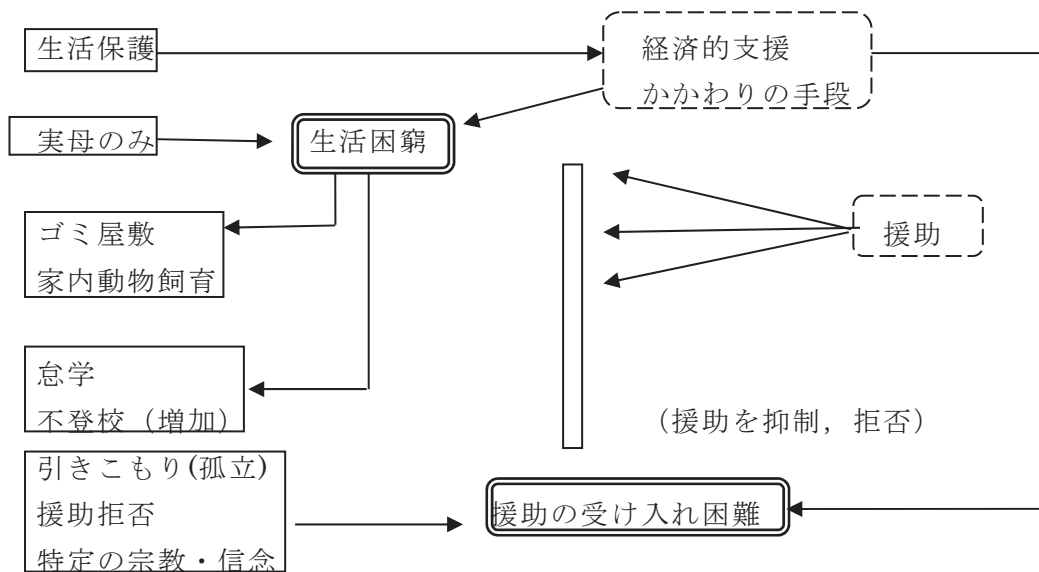 生活保護
経済的支援
かかわりの手段
実母のみ
生活困窮
ゴミ屋敷
家内動物飼育
援助
怠学
不登校（増加）
（援助を抑制，拒否）
引きこもり(孤立)
援助拒否
特定の宗教・信念
援助の受け入れ困難